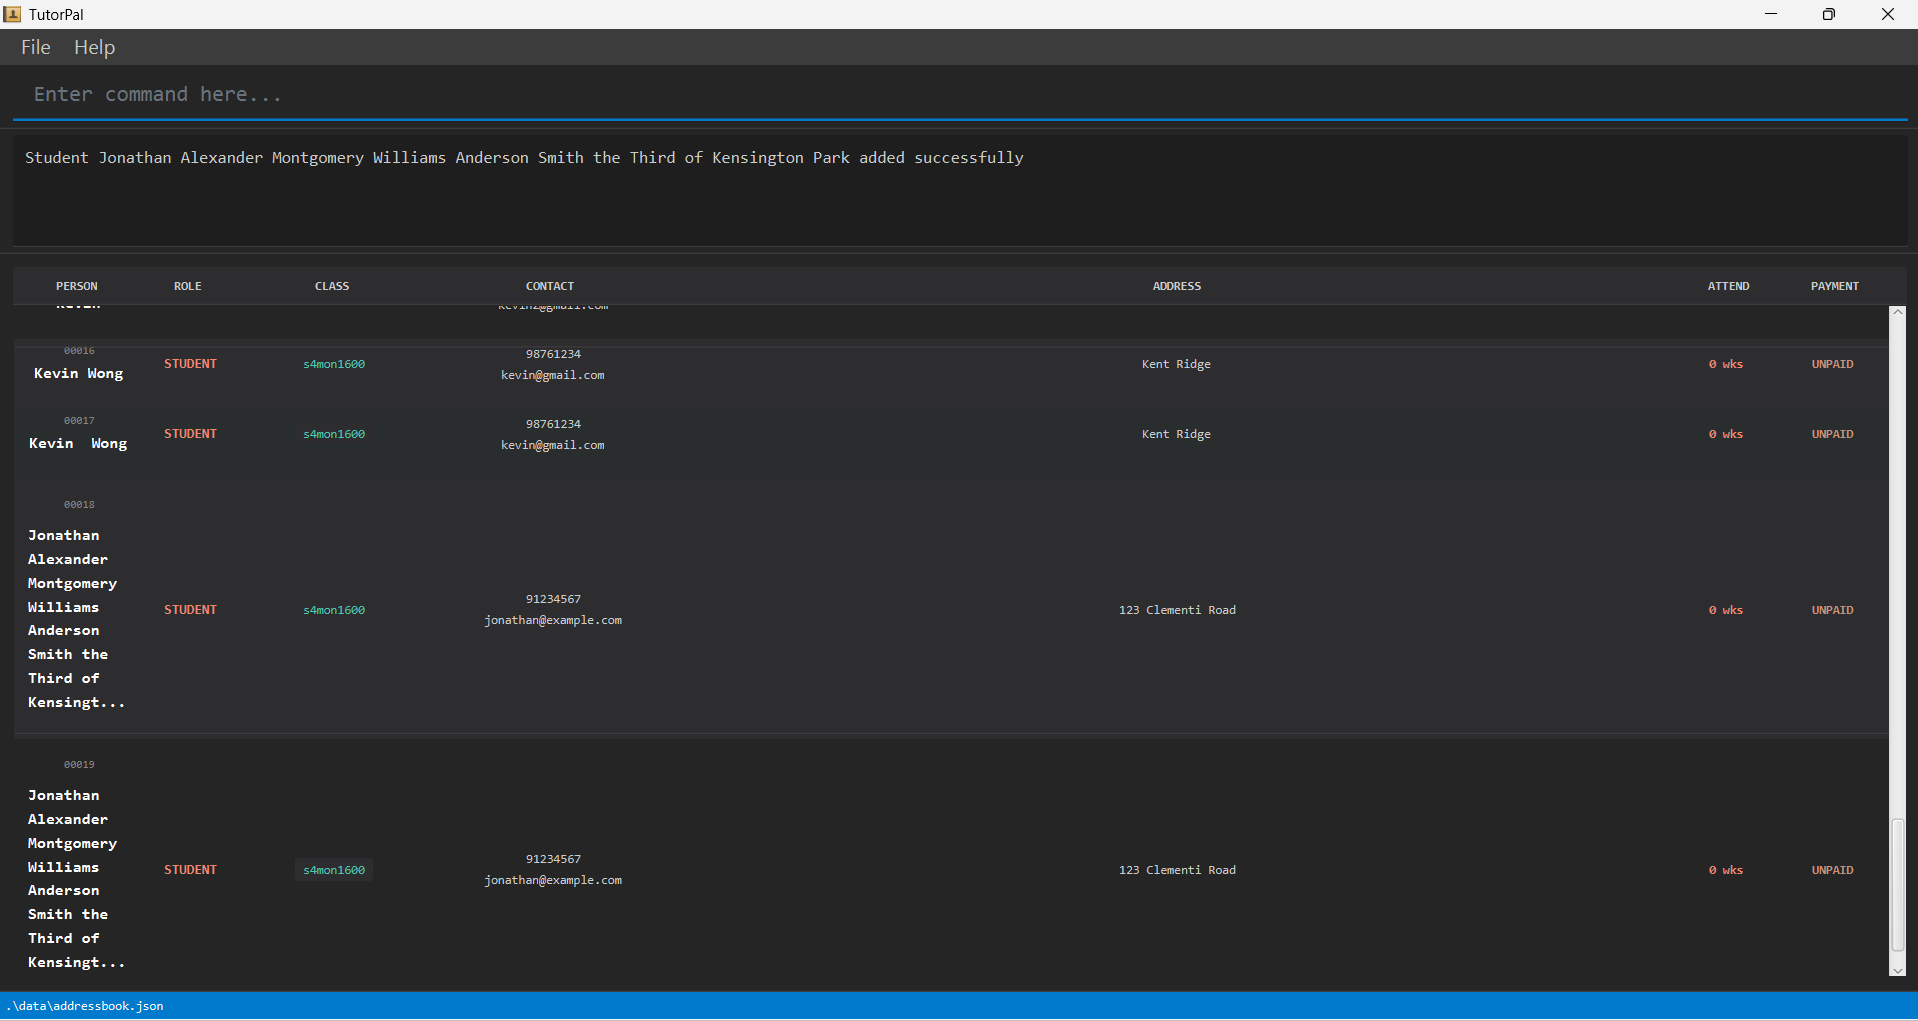 TutorPal
File Help
Enter command here...
Student Jonathan Alexander Montgomery Williams Anderson Smith the Third of Kensington Park added successfully
PERSON ROLE CLASS CONTACT ADDRESS ATTEND PAYMENT
00016
Kevin Wong
STUDENT
s4mon1600
98761234
kevin@gmail.com
Kent Ridge
0 wks
UNPAID
00017
Kevin  Wong
STUDENT
s4mon1600
98761234
kevin@gmail.com
Kent Ridge
0 wks
UNPAID
00018
Jonathan
Alexander
Montgomery
Williams
Anderson
Smith the
Third of
Kensingt...
STUDENT
s4mon1600
91234567
jonathan@example.com
123 Clementi Road
0 wks
UNPAID
00019
Jonathan
Alexander
Montgomery
Williams
Anderson
Smith the
Third of
Kensingt...
STUDENT
s4mon1600
91234567
jonathan@example.com
123 Clementi Road
0 wks
UNPAID
.\data\addressbook.json